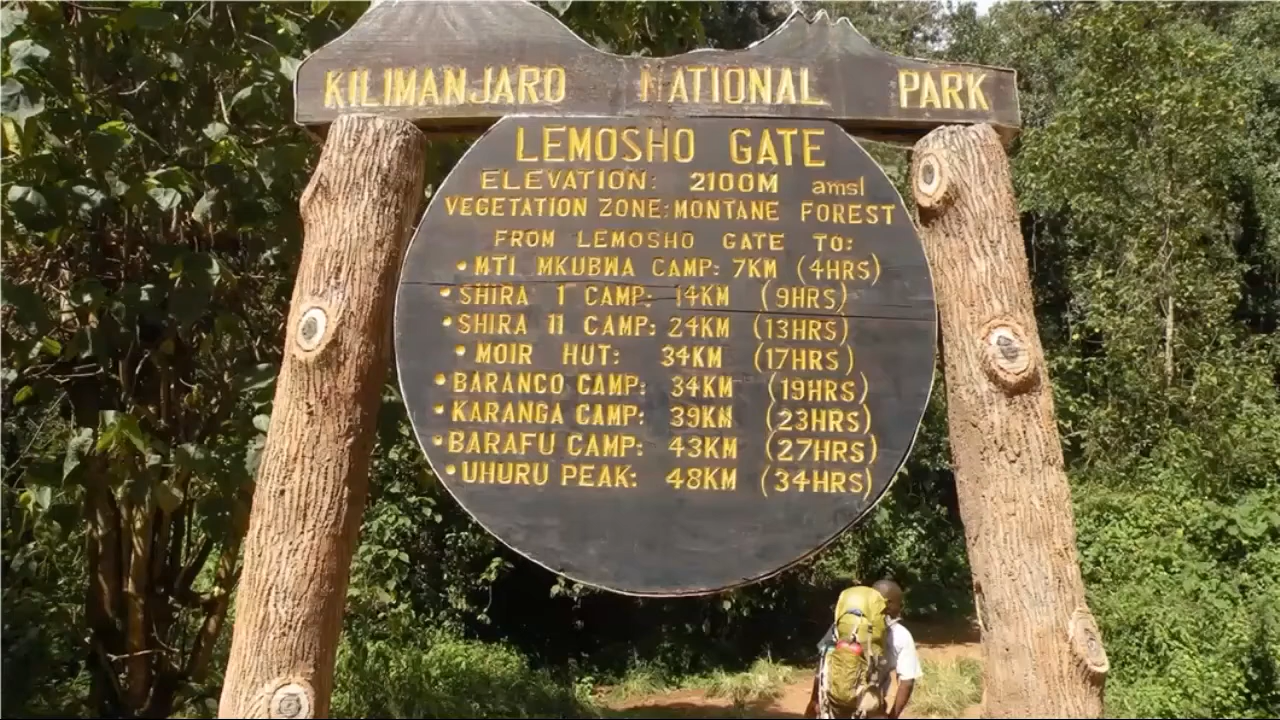 KILIMANJARO NATIONAL PARK
LEMOSHO GATE
ELEVATION: 2100M amsl
VEGETATION ZONE: MONTANE FOREST
FROM LEMOSHO GATE TO:
• MTI MKUBWA CAMP: 7KM (4HRS)
• SHIRA 1 CAMP: 14KM (9HRS)
• SHIRA 11 CAMP: 24KM (13HRS)
• MOIR HUT: 34KM (17HRS)
• BARANCO CAMP: 34KM (19HRS)
• KARANGA CAMP: 39KM (23HRS)
• BARAFU CAMP: 43KM (27HRS)
• UHURU PEAK: 48KM (34HRS)